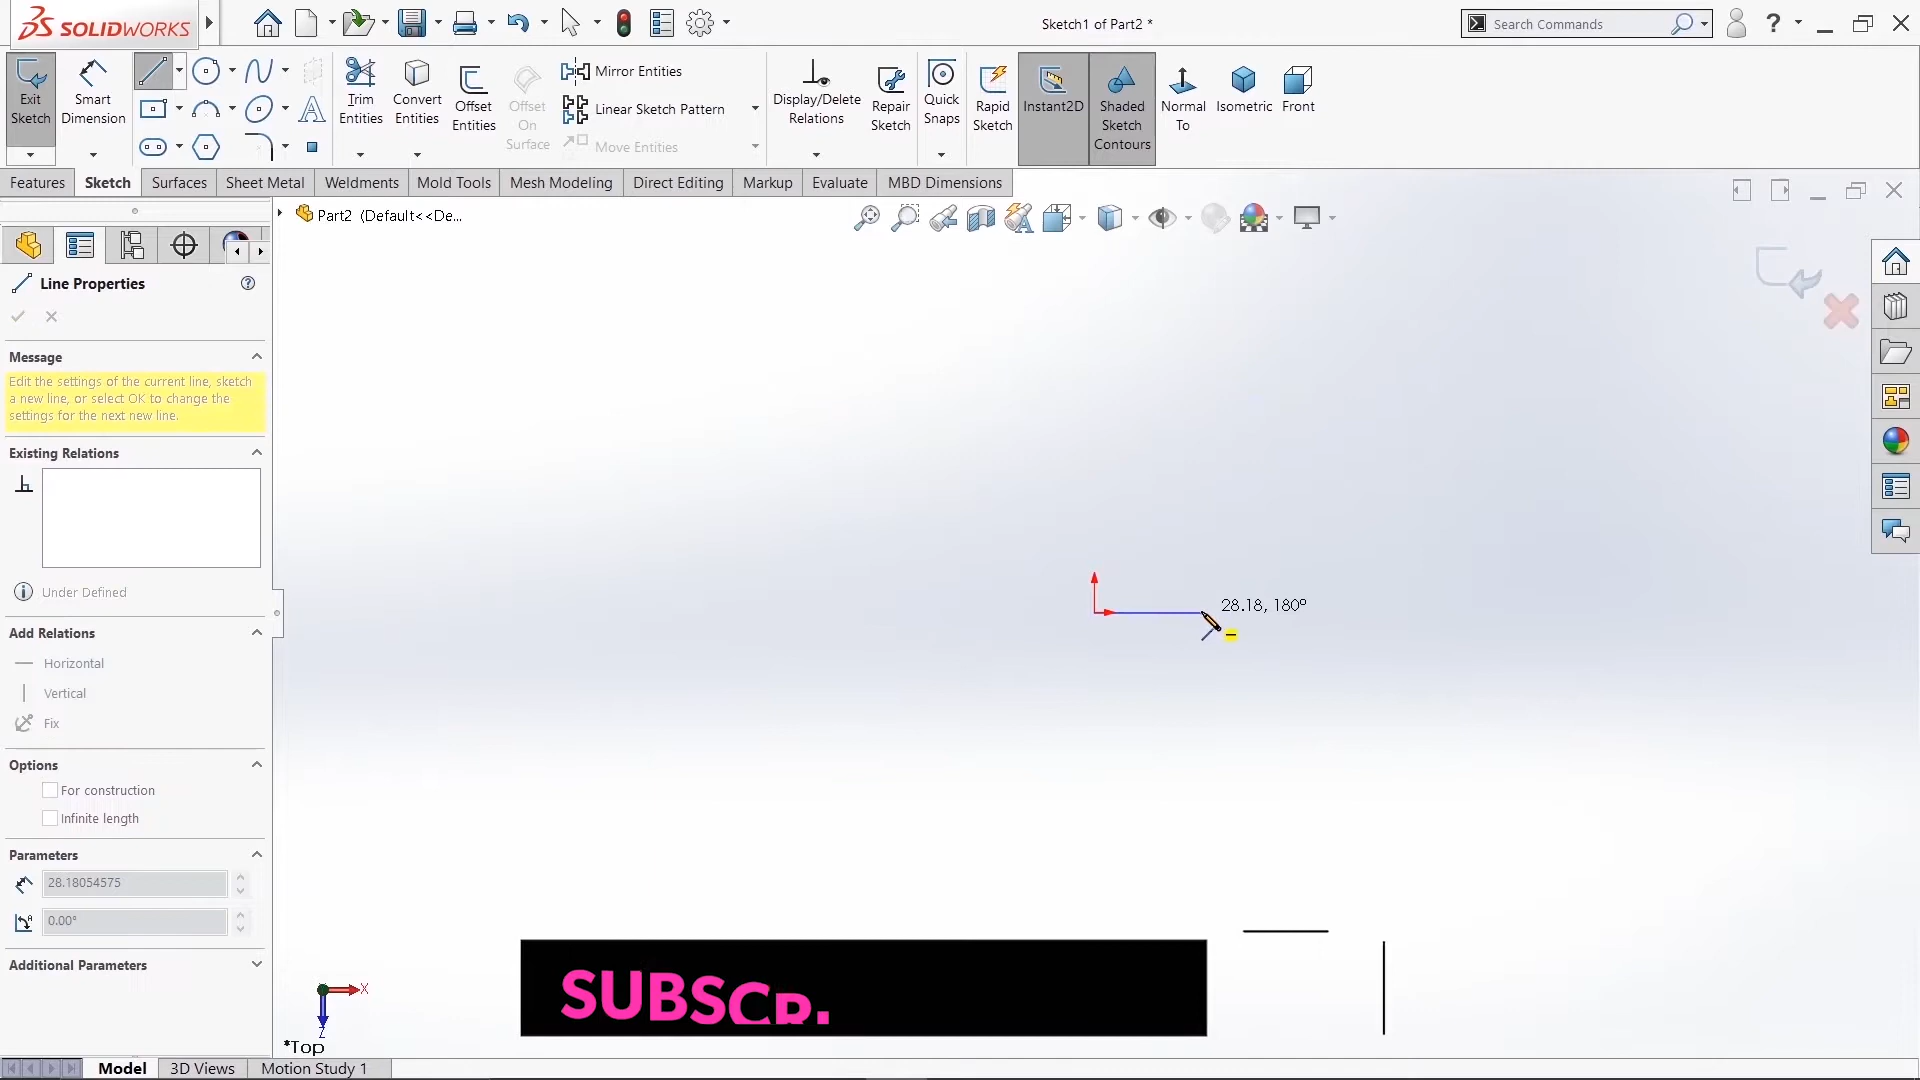 SOLIDWORKS
Sketch1 of Part2 *
Search Commands
?
Exit Sketch
Smart Dimension
Trim Entities
Convert Entities
Offset Entities
Offset On Surface
Mirror Entities
Linear Sketch Pattern
Move Entities
Display/Delete Relations
Repair Sketch
Quick Snaps
Rapid Sketch
Instant2D
Shaded Sketch Contours
Normal To
Isometric
Front
Features
Sketch
Surfaces
Sheet Metal
Weldments
Mold Tools
Mesh Modeling
Direct Editing
Markup
Evaluate
MBD Dimensions
Part2 (Default<<De...
Line Properties
Message
Edit the settings of the current line, sketch
a new line, or select OK to change the
settings for the next new line.
Existing Relations
Under Defined
Add Relations
Horizontal
Vertical
Fix
Options
For construction
Infinite length
Parameters
28.18054575
0.00°
Additional Parameters
28.18, 180°
X
Z
*Top
SUBSCR
Model
3D Views
Motion Study 1